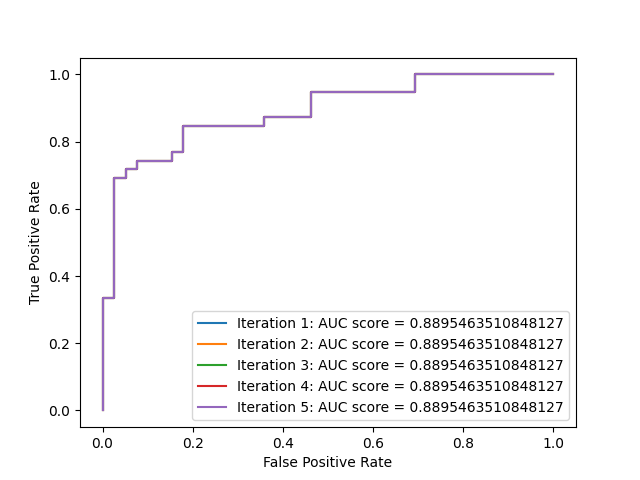 1.0
0.8
0.6
0.4
0.2
0.0
True Positive Rate
Iteration 1: AUC score = 0.8895463510848127
Iteration 2: AUC score = 0.8895463510848127
Iteration 3: AUC score = 0.8895463510848127
Iteration 4: AUC score = 0.8895463510848127
Iteration 5: AUC score = 0.8895463510848127
0.0 0.2 0.4 0.6 0.8 1.0
False Positive Rate